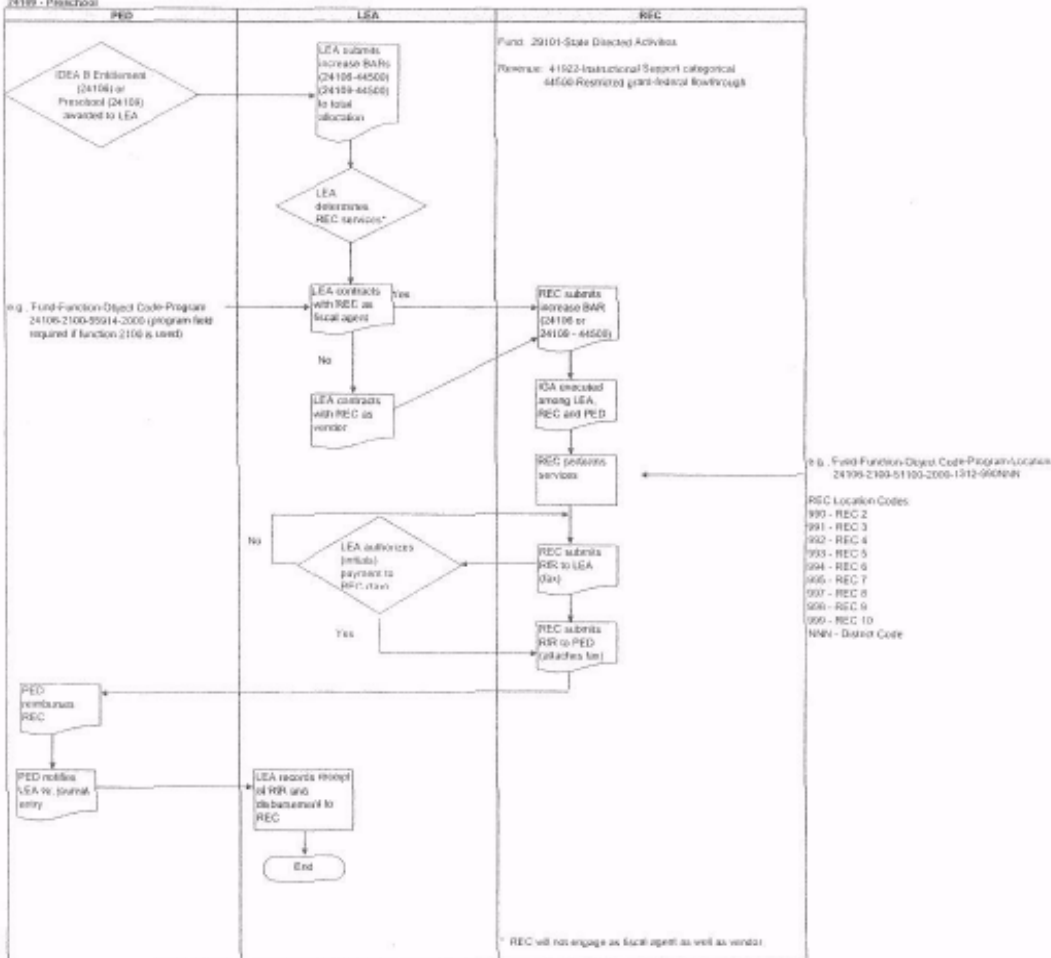 24109 - Preschool
PED
LEA
REC
IDEA B Entitlement
(24106) or
Preschool (24109)
awarded to LEA
LEA submits
increase BARs
(24106-44500)
(24109-44500)
to total
allocation
Fund: 29101-State Directed Activities
Revenue: 41922-Instructional Support categorical
44500-Restricted grant-federal flowthrough
LEA
determines
REC services*
e.g., Fund-Function-Object Code-Program
24106-2100-55914-2000 (program field
required if function 2100 is used)
LEA contracts
with REC as
fiscal agent
Yes
REC submits
increase BAR
(24106 or
24109 - 44500)
No
LEA contracts
with REC as
vendor
IGA executed
among LEA,
REC and PED
REC performs
services
e.g., Fund-Function-Object Code-Program-Location
24106-2100-51100-2000-1312-990NNN
REC Location Codes
990 - REC 2
991 - REC 3
992 - REC 4
993 - REC 5
994 - REC 6
995 - REC 7
997 - REC 8
998 - REC 9
999 - REC 10
NNN - District Code
No
LEA authorizes
(initials)
payment to
REC (fax)
REC submits
RfR to LEA
(fax)
Yes
REC submits
RfR to PED
(attaches fax)
PED
reimburses
REC
PED notifies
LEA w/ journal
entry
LEA records receipt
of RfR and
disbursement to
REC
End
* REC will not engage as fiscal agent as well as vendor